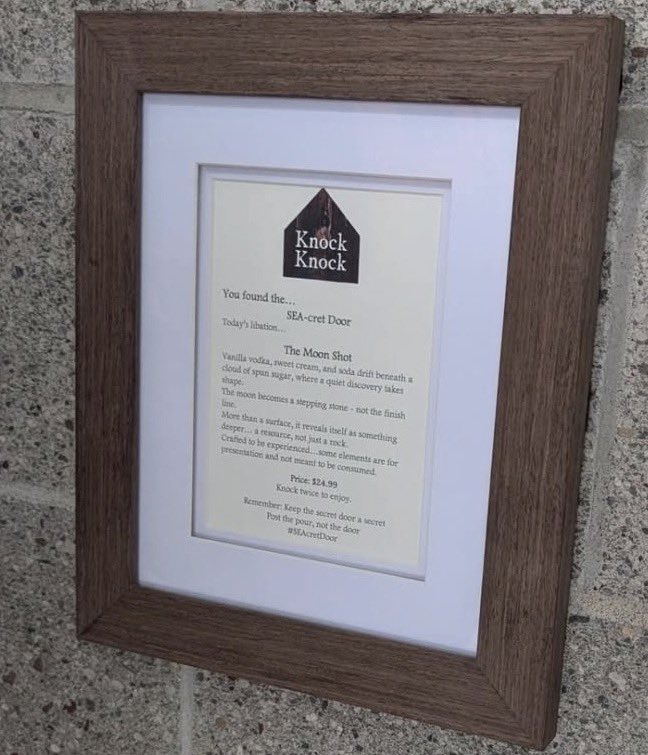 Knock
Knock
You found the...
SEA-cret Door
Today's libation...
The Moon Shot
Vanilla vodka, sweet cream, and soda drift beneath a
cloud of spun sugar, where a quiet discovery takes
shape.
The moon becomes a stepping stone - not the finish
line.
More than a surface, it reveals itself as something
deeper... a resource, not just a rock.
Crafted to be experienced...some elements are for
presentation and not meant to be consumed.
Price: $24.99
Knock twice to enjoy.
Remember: Keep the secret door a secret
Post the pour, not the door
#SEAcretDoor